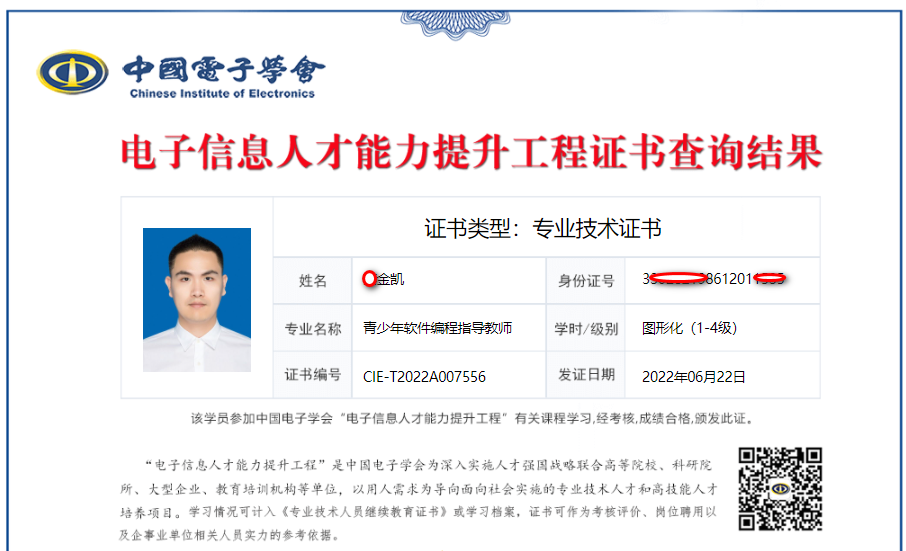 中國電子學會
Chinese Institute of Electronics
电子信息人才能力提升工程证书查询结果
证书类型：专业技术证书
姓名 金凯 身份证号
专业名称 青少年软件编程指导教师 学时/级别 图形化（1-4级）
证书编号 CIE-T2022A007556 发证日期 2022年06月22日
该学员参加中国电子学会“电子信息人才能力提升工程”有关课程学习,经考核,成绩合格,颁发此证。
“电子信息人才能力提升工程”是中国电子学会为深入实施人才强国战略联合高等院校、科研院
所、大型企业、教育培训机构等单位，以用人需求为导向面向社会实施的专业技术人才和高技能人才
培养项目。学习情况可计入《专业技术人员继续教育证书》或学习档案，证书可作为考核评价、岗位聘用以
及企事业单位相关人员实力的参考依据。